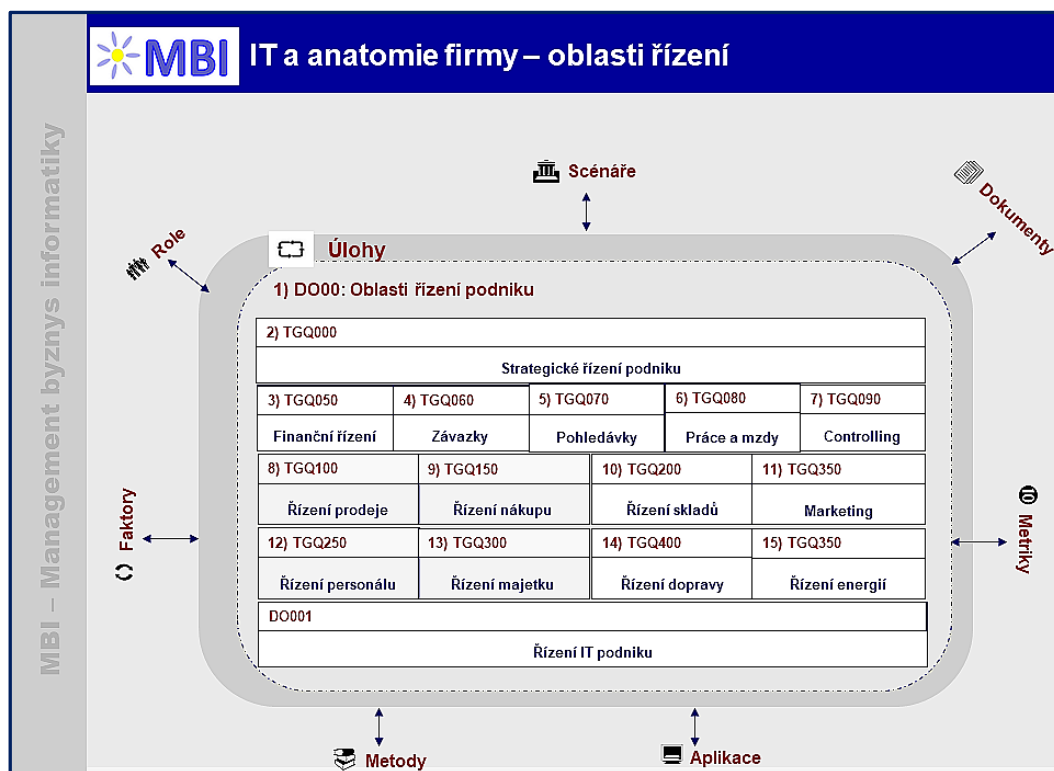 MBI
IT a anatomie firmy – oblasti řízení
MBI – Management byznys informatiky
Scénáře
Dokumenty
Role
Úlohy
1) DO00: Oblasti řízení podniku
2) TGQ000
Strategické řízení podniku
3) TGQ050
4) TGQ060
5) TGQ070
6) TGQ080
7) TGQ090
Finanční řízení
Závazky
Pohledávky
Práce a mzdy
Controlling
8) TGQ100
9) TGQ150
10) TGQ200
11) TGQ350
Řízení prodeje
Řízení nákupu
Řízení skladů
Marketing
12) TGQ250
13) TGQ300
14) TGQ400
15) TGQ350
Řízení personálu
Řízení majetku
Řízení dopravy
Řízení energií
DO001
Řízení IT podniku
Faktory
Metriky
Metody
Aplikace